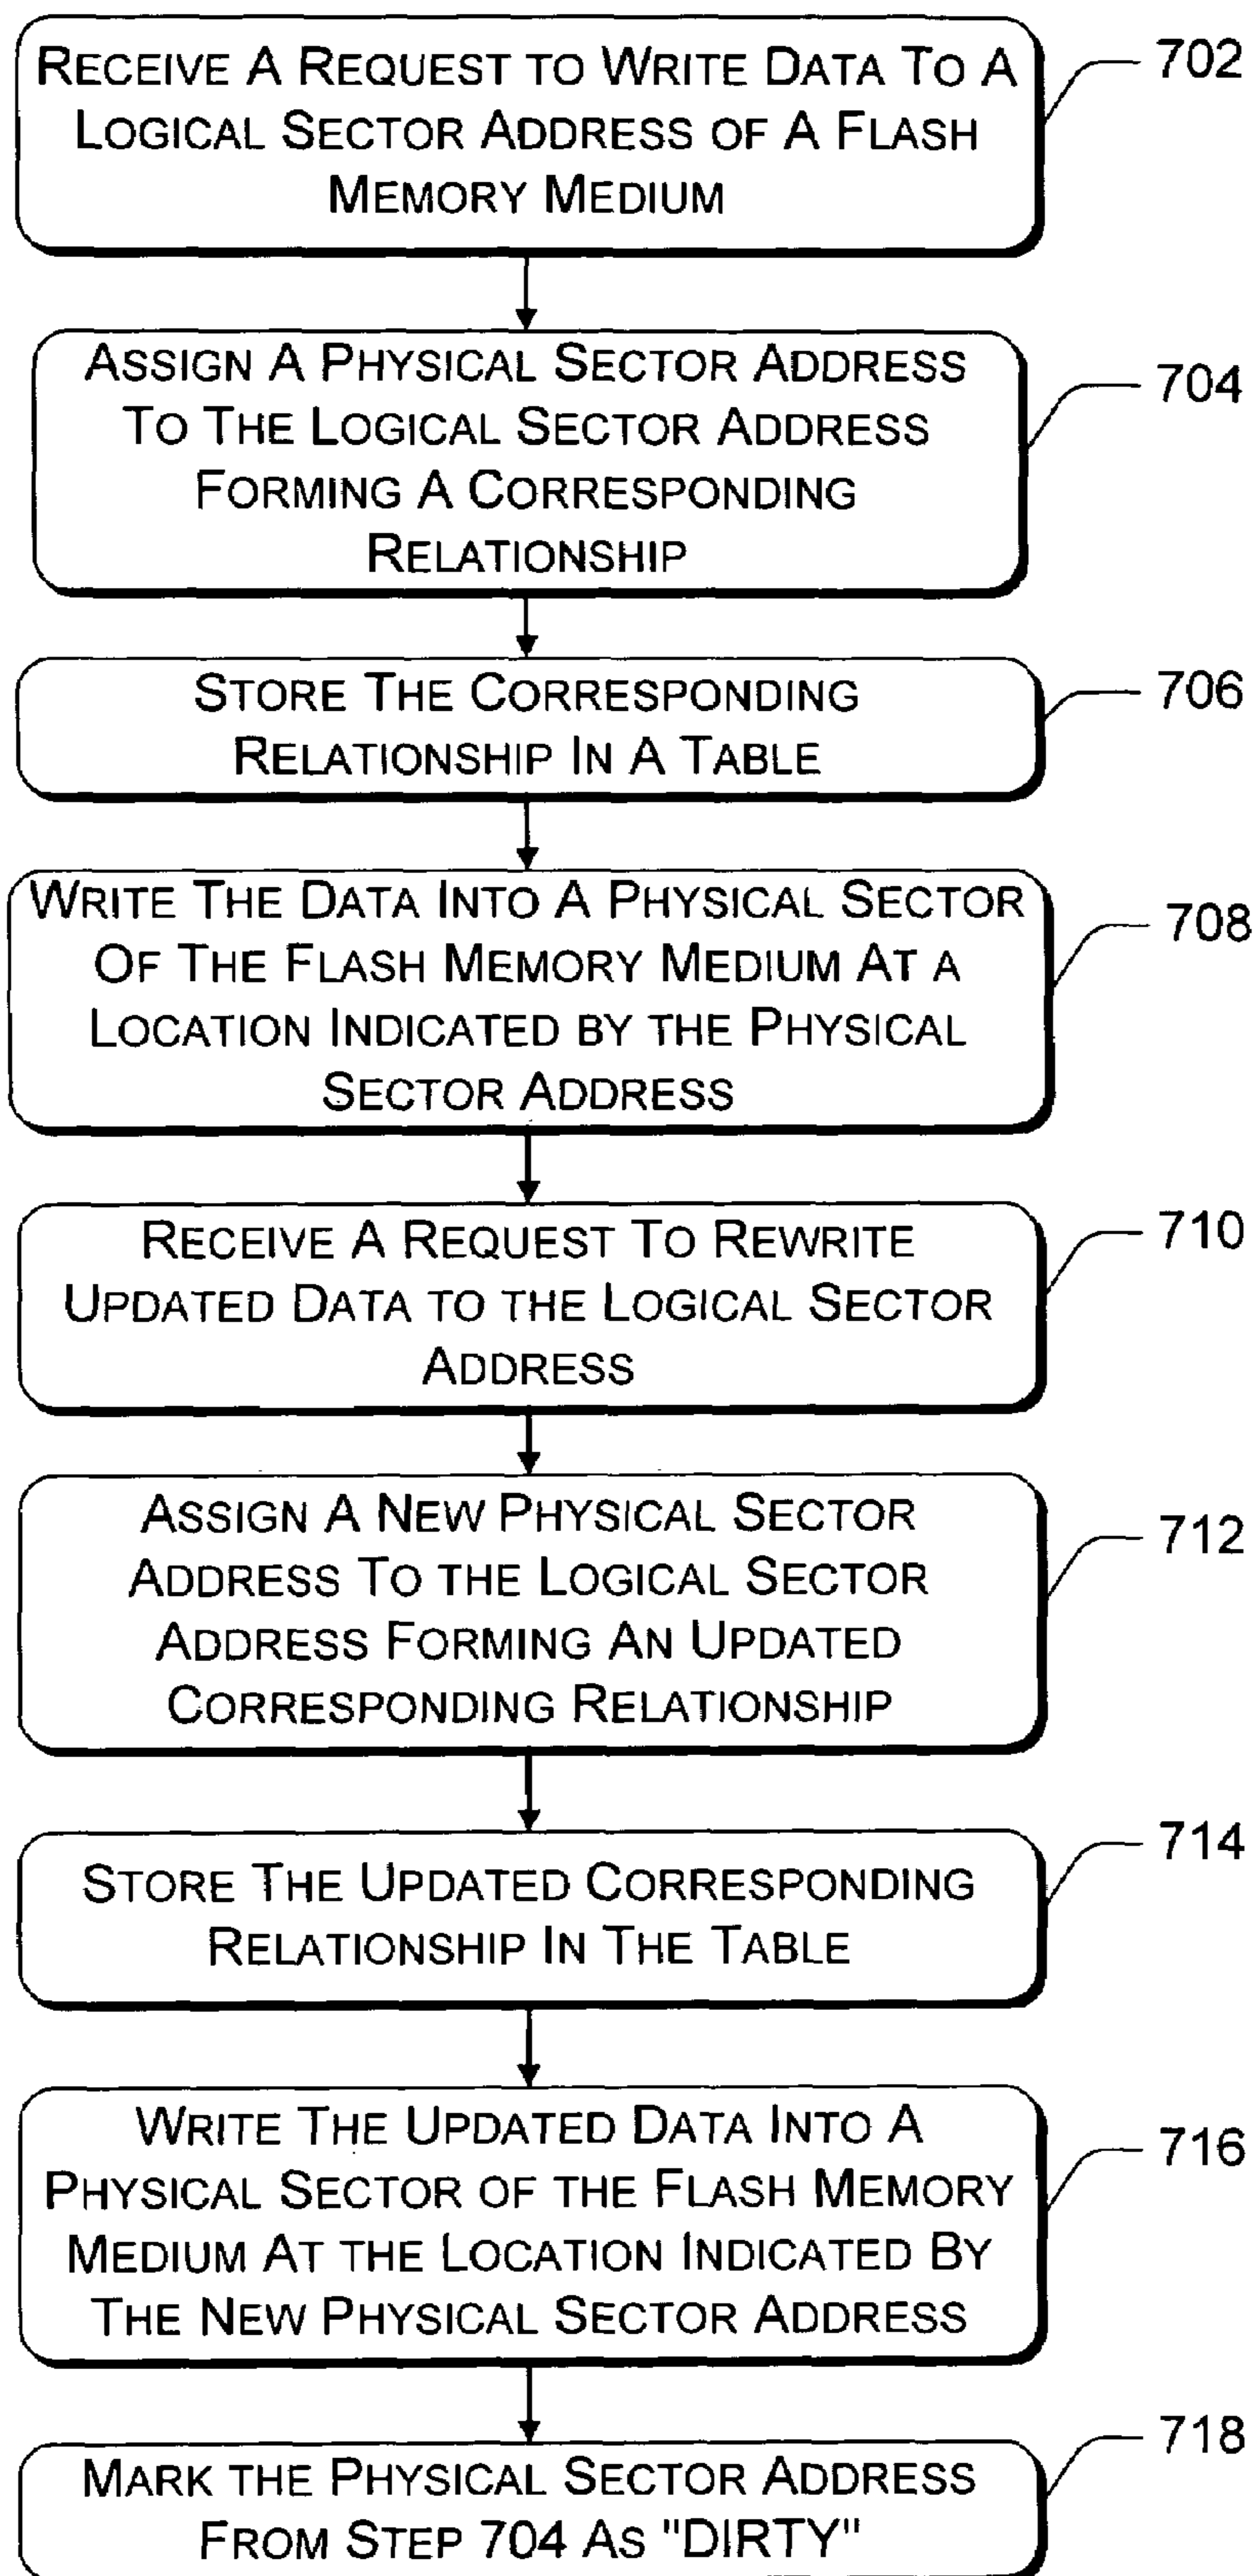 RECEIVE A REQUEST TO WRITE DATA TO A
LOGICAL SECTOR ADDRESS OF A FLASH
MEMORY MEDIUM
702
ASSIGN A PHYSICAL SECTOR ADDRESS
TO THE LOGICAL SECTOR ADDRESS
FORMING A CORRESPONDING
RELATIONSHIP
704
STORE THE CORRESPONDING
RELATIONSHIP IN A TABLE
706
WRITE THE DATA INTO A PHYSICAL SECTOR
OF THE FLASH MEMORY MEDIUM AT A
LOCATION INDICATED BY THE PHYSICAL
SECTOR ADDRESS
708
RECEIVE A REQUEST TO REWRITE
UPDATED DATA TO THE LOGICAL SECTOR
ADDRESS
710
ASSIGN A NEW PHYSICAL SECTOR
ADDRESS TO THE LOGICAL SECTOR
ADDRESS FORMING AN UPDATED
CORRESPONDING RELATIONSHIP
712
STORE THE UPDATED CORRESPONDING
RELATIONSHIP IN THE TABLE
714
WRITE THE UPDATED DATA INTO A
PHYSICAL SECTOR OF THE FLASH MEMORY
MEDIUM AT THE LOCATION INDICATED BY
THE NEW PHYSICAL SECTOR ADDRESS
716
MARK THE PHYSICAL SECTOR ADDRESS
FROM STEP 704 AS "DIRTY"
718